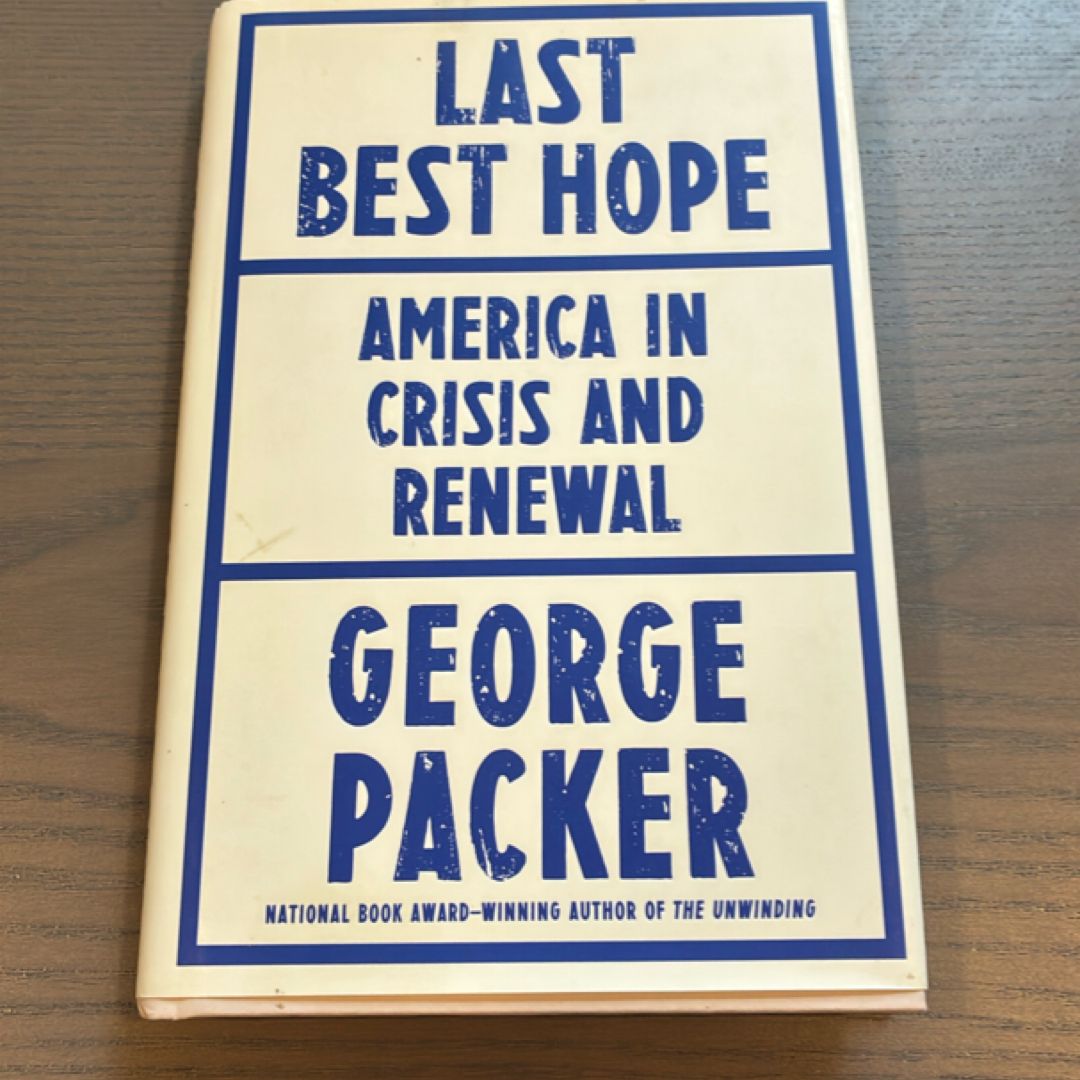 LAST
BEST HOPE
AMERICA IN
CRISIS AND
RENEWAL
GEORGE
PACKER
NATIONAL BOOK AWARD–WINNING AUTHOR OF THE UNWINDING